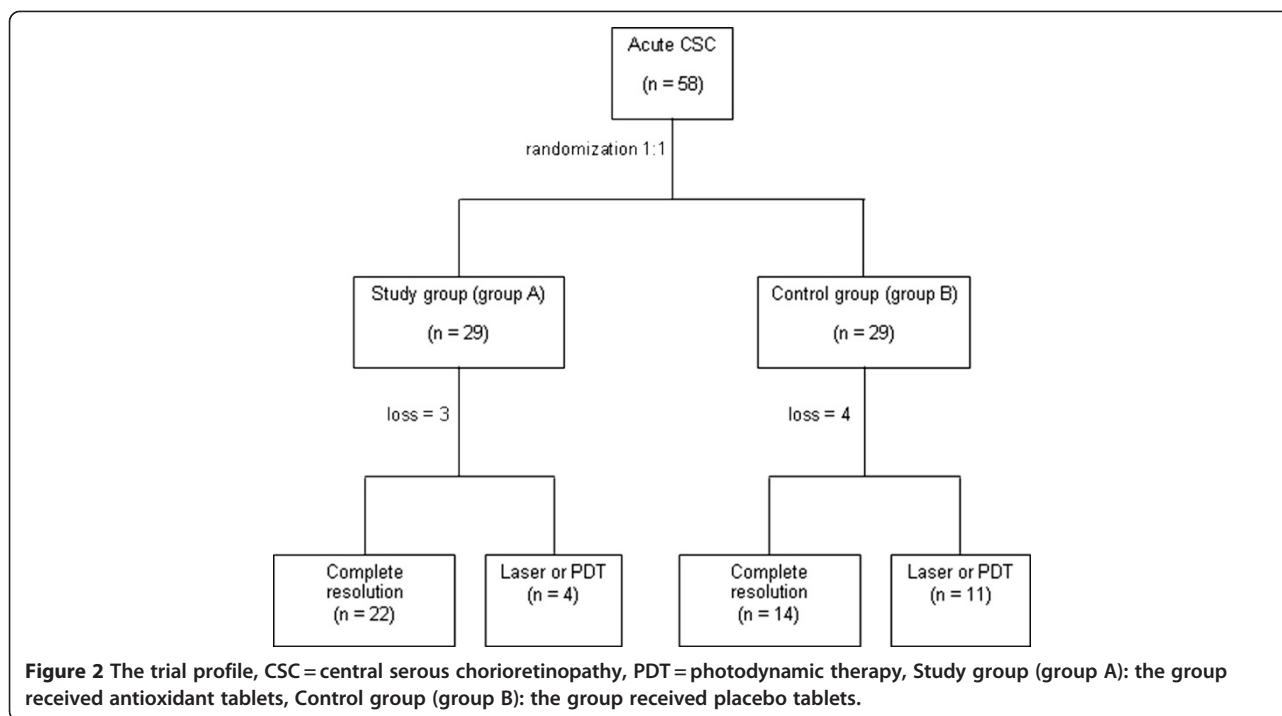 Acute CSC
(n = 58)
randomization 1:1
Study group (group A)
(n = 29)
Control group (group B)
(n = 29)
loss = 3
loss = 4
Complete
resolution
(n = 22)
Laser or PDT
(n = 4)
Complete
resolution
(n = 14)
Laser or PDT
(n = 11)
Figure 2 The trial profile, CSC = central serous chorioretinopathy, PDT = photodynamic therapy, Study group (group A): the group
received antioxidant tablets, Control group (group B): the group received placebo tablets.